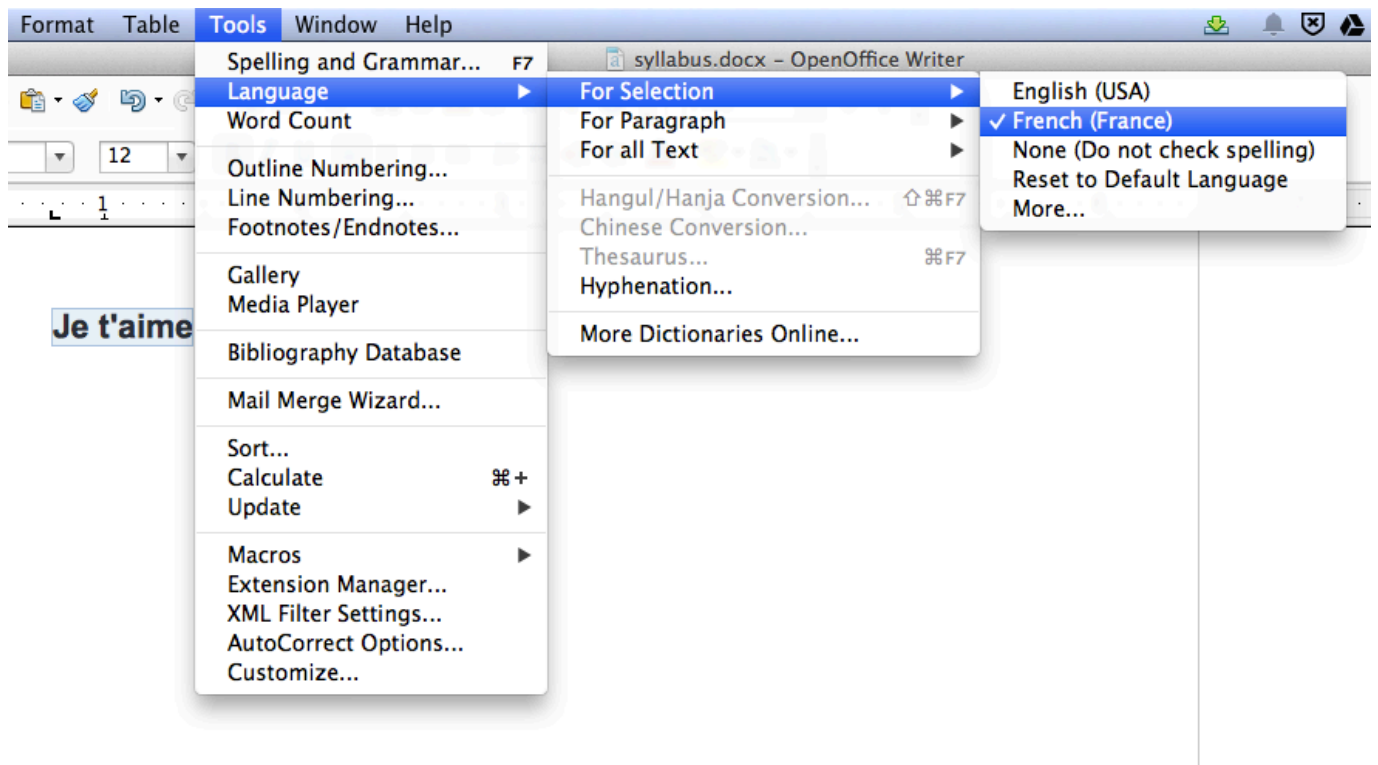 Format Table Tools Window Help
syllabus.docx – OpenOffice Writer
Spelling and Grammar... F7
Language
Word Count
Outline Numbering...
Line Numbering...
Footnotes/Endnotes...
Gallery
Media Player
Bibliography Database
Mail Merge Wizard...
Sort...
Calculate ⌘+
Update
Macros
Extension Manager...
XML Filter Settings...
AutoCorrect Options...
Customize...
For Selection
For Paragraph
For all Text
Hangul/Hanja Conversion... ⇧⌘F7
Chinese Conversion...
Thesaurus... ⌘F7
Hyphenation...
More Dictionaries Online...
English (USA)
✓ French (France)
None (Do not check spelling)
Reset to Default Language
More...
12
1
Je t'aime